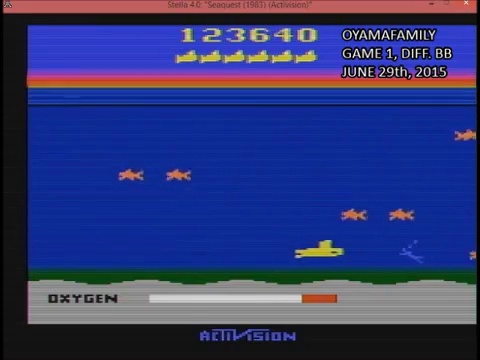 Stella 4.0: "Seaquest (1983) (Activision)"
123640
OYAMAFAMILY
GAME 1, DIFF. BB
JUNE 29th, 2015
OXYGEN
ACTIVISION